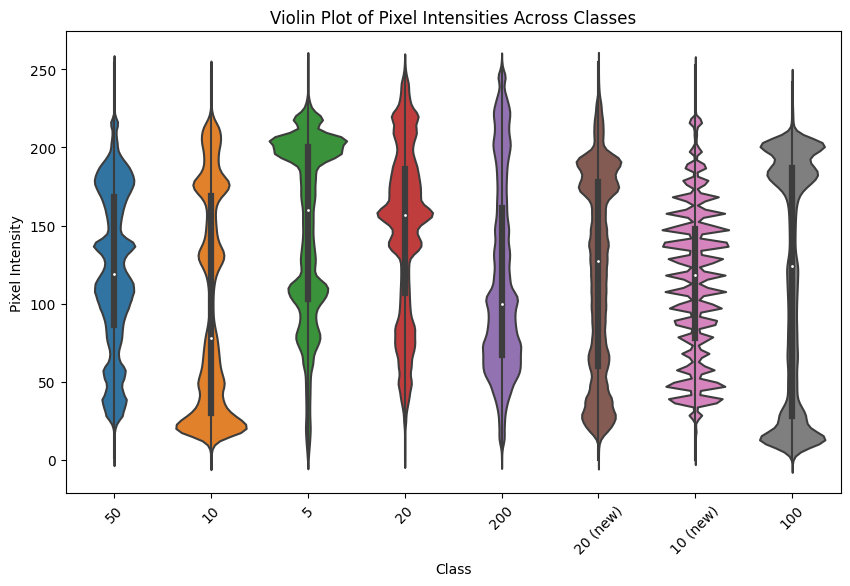 Violin Plot of Pixel Intensities Across Classes
Pixel Intensity
250
200
150
100
50
0
50
10
5
20
200
20 (new)
10 (new)
100
Class